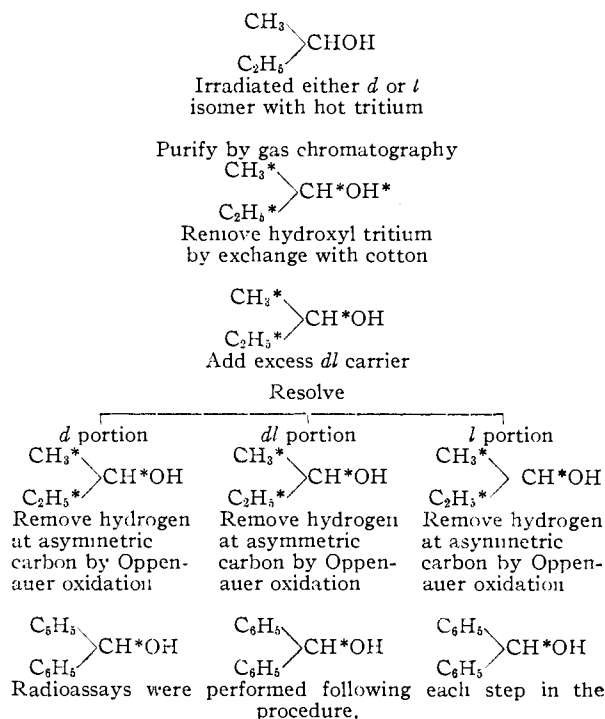 CH₃
CHOH
C₂H₅
Irradiated either d or l
isomer with hot tritium
Purify by gas chromatography
CH₃*
CH*OH*
C₂H₅*
Remove hydroxyl tritium
by exchange with cotton
CH₃*
CH*OH
C₂H₅*
Add excess dl carrier
Resolve
d portion dl portion l portion
CH₃* CH₃* CH₃*
CH*OH CH*OH CH*OH
C₂H₅* C₂H₅* C₂H₅*
Remove hydrogen Remove hydrogen Remove hydrogen
at asymmetric at asymmetric at asymmetric
carbon by Oppen- carbon by Oppen- carbon by Oppen-
auer oxidation auer oxidation auer oxidation
C₅H₅ C₆H₅ C₆H₅
CH*OH CH*OH CH*OH
C₆H₅ C₆H₅ C₆H₅
Radioassays were performed following each step in the
procedure.